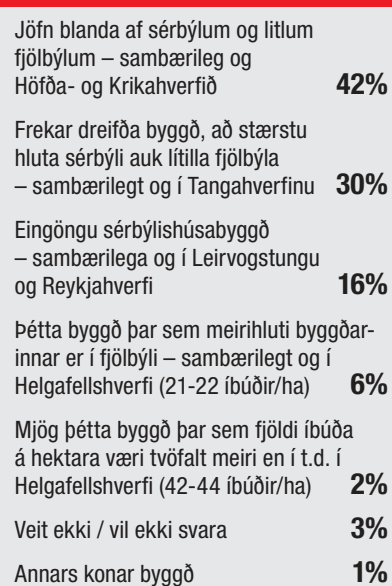 Jöfn blanda af sérbýlum og litlum
fjölbýlum – sambærileg og
Höfða- og Krikahverfið 42%
Frekar dreifða byggð, að stærstu
hluta sérbýli auk lítilla fjölbýla
– sambærilegt og í Tangahverfinu 30%
Eingöngu sérbýlishúsabyggð
– sambærilega og í Leirvogstungu
og Reykjahverfi 16%
Þétta byggð þar sem meirihluti byggðar-
innar er í fjölbýli – sambærilegt og í
Helgafellshverfi (21-22 íbúðir/ha) 6%
Mjög þétta byggð þar sem fjöldi íbúða
á hektara væri tvöfalt meiri en í t.d. í
Helgafellshverfi (42-44 íbúðir/ha) 2%
Veit ekki / vil ekki svara 3%
Annars konar byggð 1%